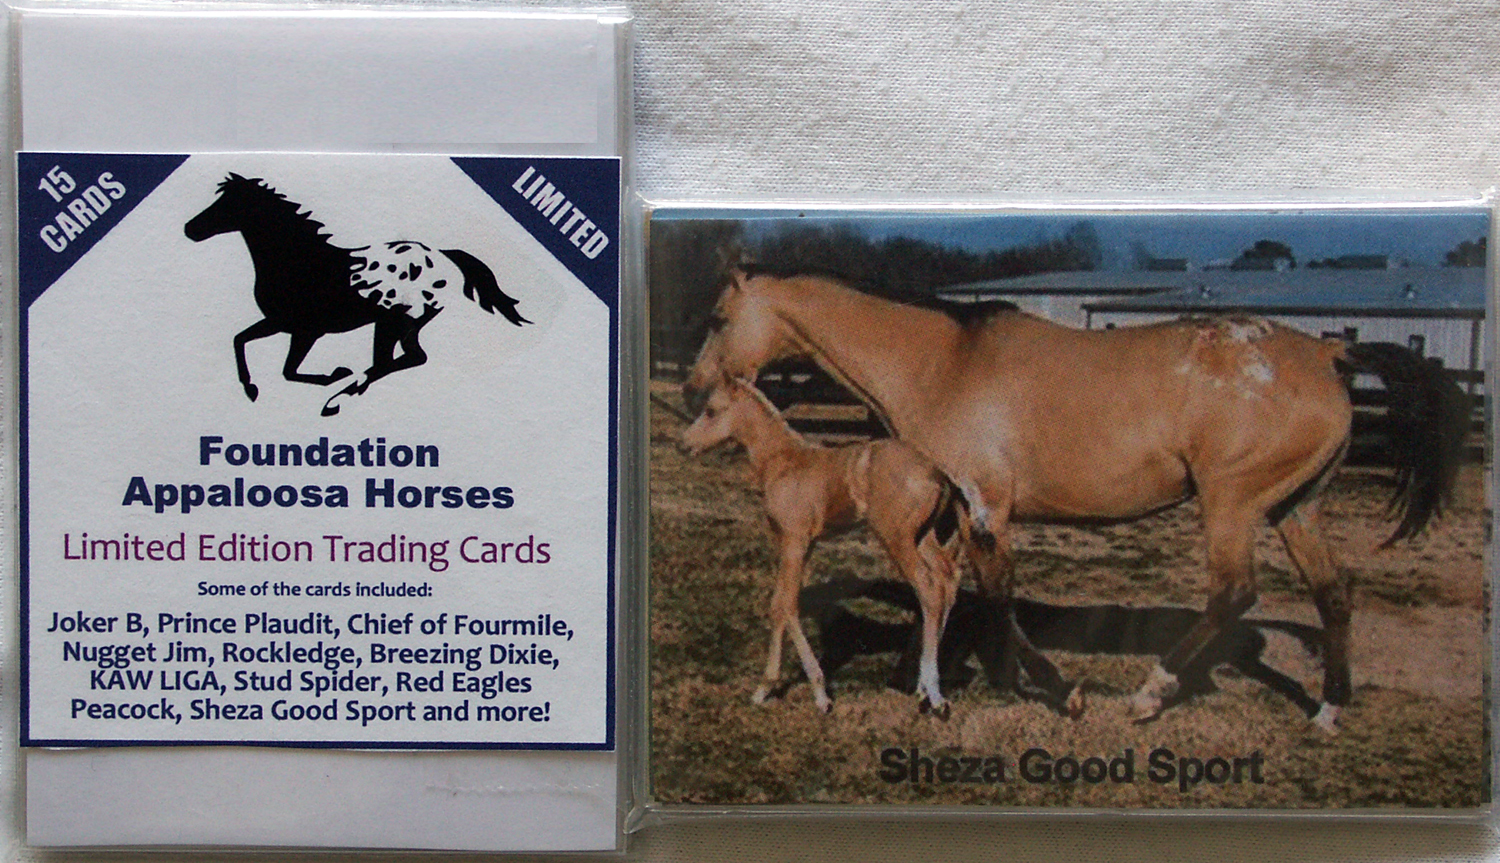 15
CARDS
LIMITED
Foundation
Appaloosa Horses
Limited Edition Trading Cards
Some of the cards included:
Joker B, Prince Plaudit, Chief of Fourmile,
Nugget Jim, Rockledge, Breezing Dixie,
KAW LIGA, Stud Spider, Red Eagles
Peacock, Sheza Good Sport and more!
Sheza Good Sport